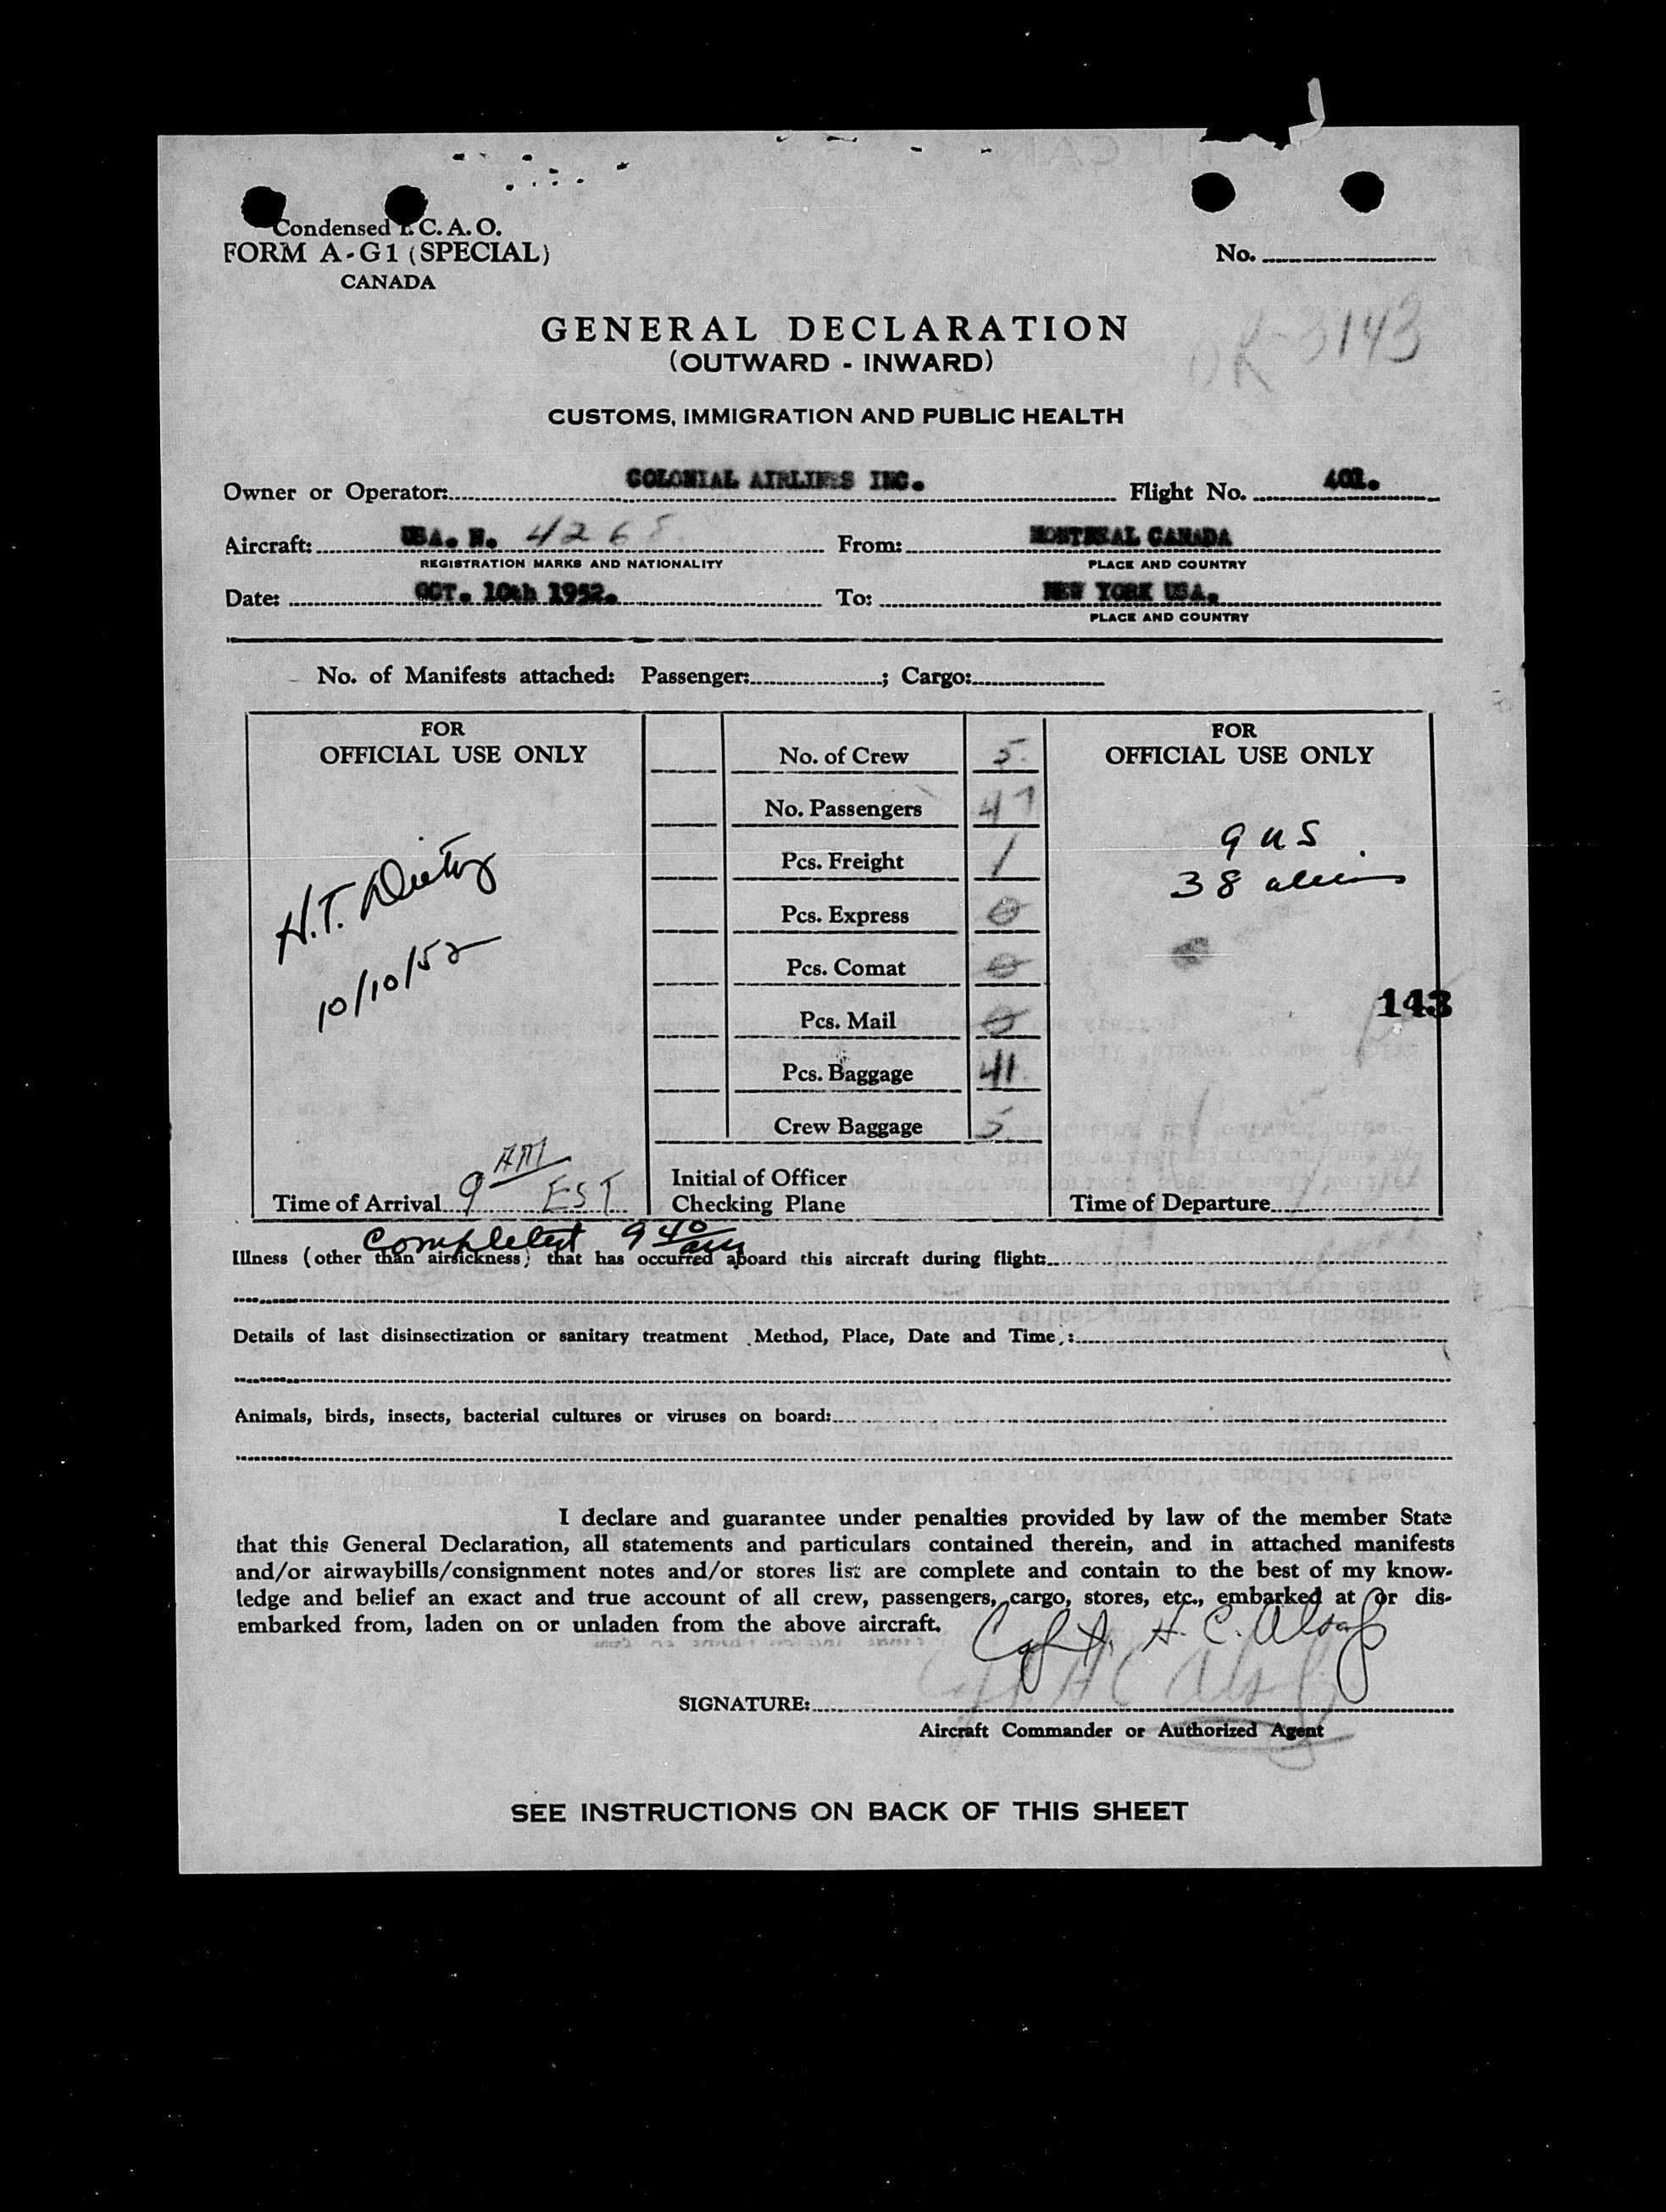 Condensed I. C. A. O.
FORM A-G1 (SPECIAL)
CANADA
No.
OK 3143
GENERAL DECLARATION
(OUTWARD - INWARD)
CUSTOMS, IMMIGRATION AND PUBLIC HEALTH
Owner or Operator: COLONIAL AIRLINES INC. Flight No. 401.
Aircraft: USA. N. 4265 From: MONTREAL CANADA
REGISTRATION MARKS AND NATIONALITY PLACE AND COUNTRY
Date: OCT. 10th 1952. To: NEW YORK USA.
PLACE AND COUNTRY
No. of Manifests attached: Passenger: ; Cargo:
FOR
OFFICIAL USE ONLY
H.T.
10/10/52
Time of Arrival 9 AM EST
No. of Crew 5
No. Passengers 47
Pcs. Freight 1
Pcs. Express 0
Pcs. Comat 0
Pcs. Mail 0
Pcs. Baggage 41
Crew Baggage 5
Initial of Officer
Checking Plane
FOR
OFFICIAL USE ONLY
9 US
38 aliens
143
Time of Departure
Completed 9 40 am
Illness (other than airsickness) that has occurred aboard this aircraft during flight:
Details of last disinsectization or sanitary treatment Method, Place, Date and Time :
Animals, birds, insects, bacterial cultures or viruses on board:
I declare and guarantee under penalties provided by law of the member State
that this General Declaration, all statements and particulars contained therein, and in attached manifests
and/or airwaybills/consignment notes and/or stores list are complete and contain to the best of my know-
ledge and belief an exact and true account of all crew, passengers, cargo, stores, etc., embarked at or dis-
embarked from, laden on or unladen from the above aircraft.
Capt. H. C. Alsop
SIGNATURE:
Aircraft Commander or Authorized Agent
SEE INSTRUCTIONS ON BACK OF THIS SHEET